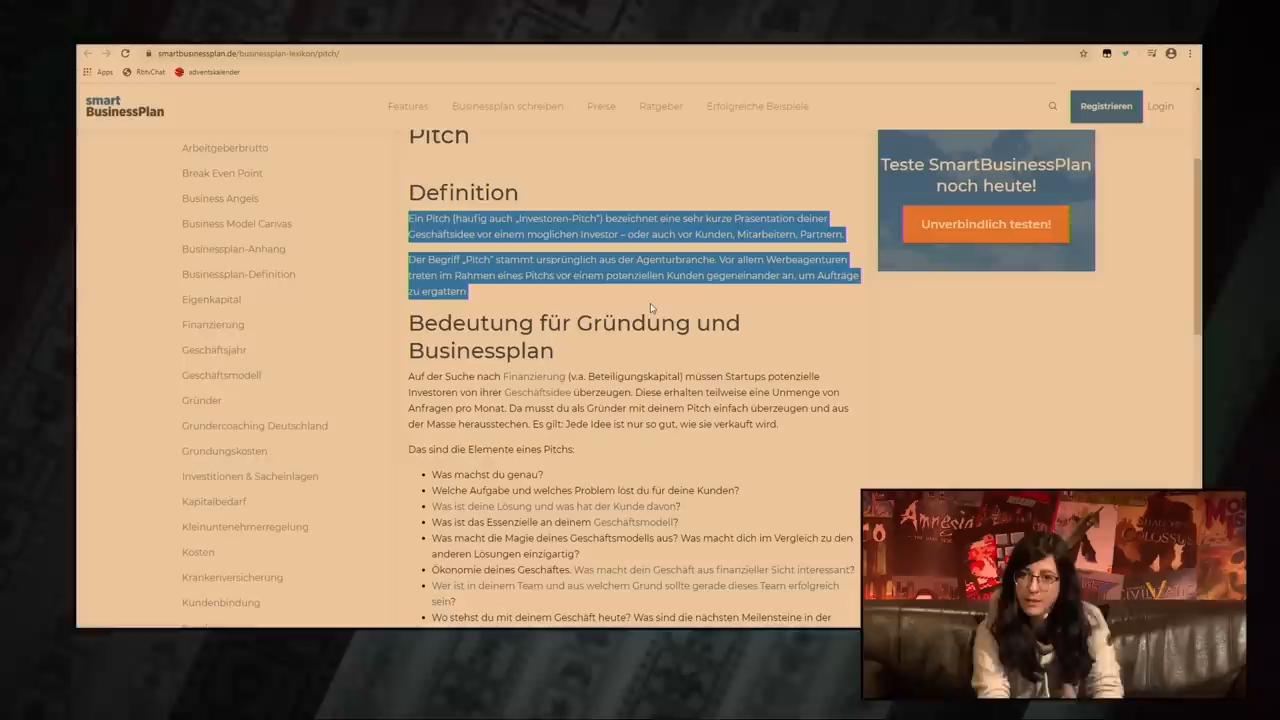 smartbusinessplan.de/businessplan-lexikon/pitch/
Apps RbtvChat adventskalender
smart
BusinessPlan
Features Businessplan schreiben Preise Ratgeber Erfolgreiche Beispiele
Registrieren Login
Arbeitgeberbrutto
Break Even Point
Business Angels
Business Model Canvas
Businessplan-Anhang
Businessplan-Definition
Eigenkapital
Finanzierung
Geschäftsjahr
Geschäftsmodell
Gründer
Gründercoaching Deutschland
Gründungskosten
Investitionen & Sacheinlagen
Kapitalbedarf
Kleinunternehmerregelung
Kosten
Krankenversicherung
Kundenbindung
Pitch
Definition
Ein Pitch (häufig auch „Investoren-Pitch“) bezeichnet eine sehr kurze Präsentation deiner
Geschäftsidee vor einem möglichen Investor – oder auch vor Kunden, Mitarbeitern, Partnern.
Der Begriff „Pitch“ stammt ursprünglich aus der Agenturbranche. Vor allem Werbeagenturen
treten im Rahmen eines Pitchs vor einem potenziellen Kunden gegeneinander an, um Aufträge
zu ergattern
Bedeutung für Gründung und
Businessplan
Auf der Suche nach Finanzierung (v.a. Beteiligungskapital) müssen Startups potenzielle
Investoren von ihrer Geschäftsidee überzeugen. Diese erhalten teilweise eine Unmenge von
Anfragen pro Monat. Da musst du als Gründer mit deinem Pitch einfach überzeugen und aus
der Masse herausstechen. Es gilt: Jede Idee ist nur so gut, wie sie verkauft wird.
Das sind die Elemente eines Pitchs:
• Was machst du genau?
• Welche Aufgabe und welches Problem löst du für deine Kunden?
• Was ist deine Lösung und was hat der Kunde davon?
• Was ist das Essenzielle an deinem Geschäftsmodell?
• Was macht die Magie deines Geschäftsmodells aus? Was macht dich im Vergleich zu den
anderen Lösungen einzigartig?
• Ökonomie deines Geschäftes. Was macht dein Geschäft aus finanzieller Sicht interessant?
• Wer ist in deinem Team und aus welchem Grund sollte gerade dieses Team erfolgreich
sein?
• Wo stehst du mit deinem Geschäft heute? Was sind die nächsten Meilensteine in der
Teste SmartBusinessPlan
noch heute!
Unverbindlich testen!
Amnesia
SHADOW
COLOSSUS